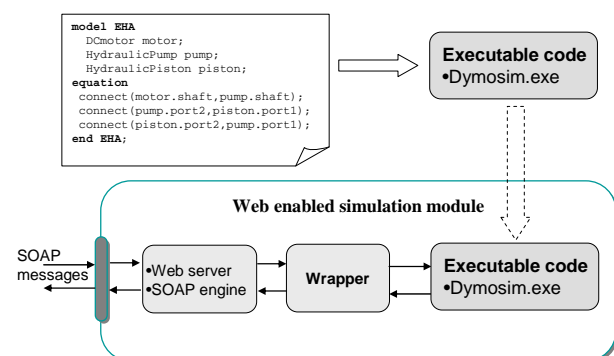 model EHA
DCmotor motor;
HydraulicPump pump;
HydraulicPiston piston;
equation
connect(motor.shaft,pump.shaft);
connect(pump.port2,piston.port1);
connect(piston.port2,pump.port1);
end EHA;
Executable code
•Dymosim.exe
Web enabled simulation module
SOAP
messages
•Web server
•SOAP engine
Wrapper
Executable code
•Dymosim.exe